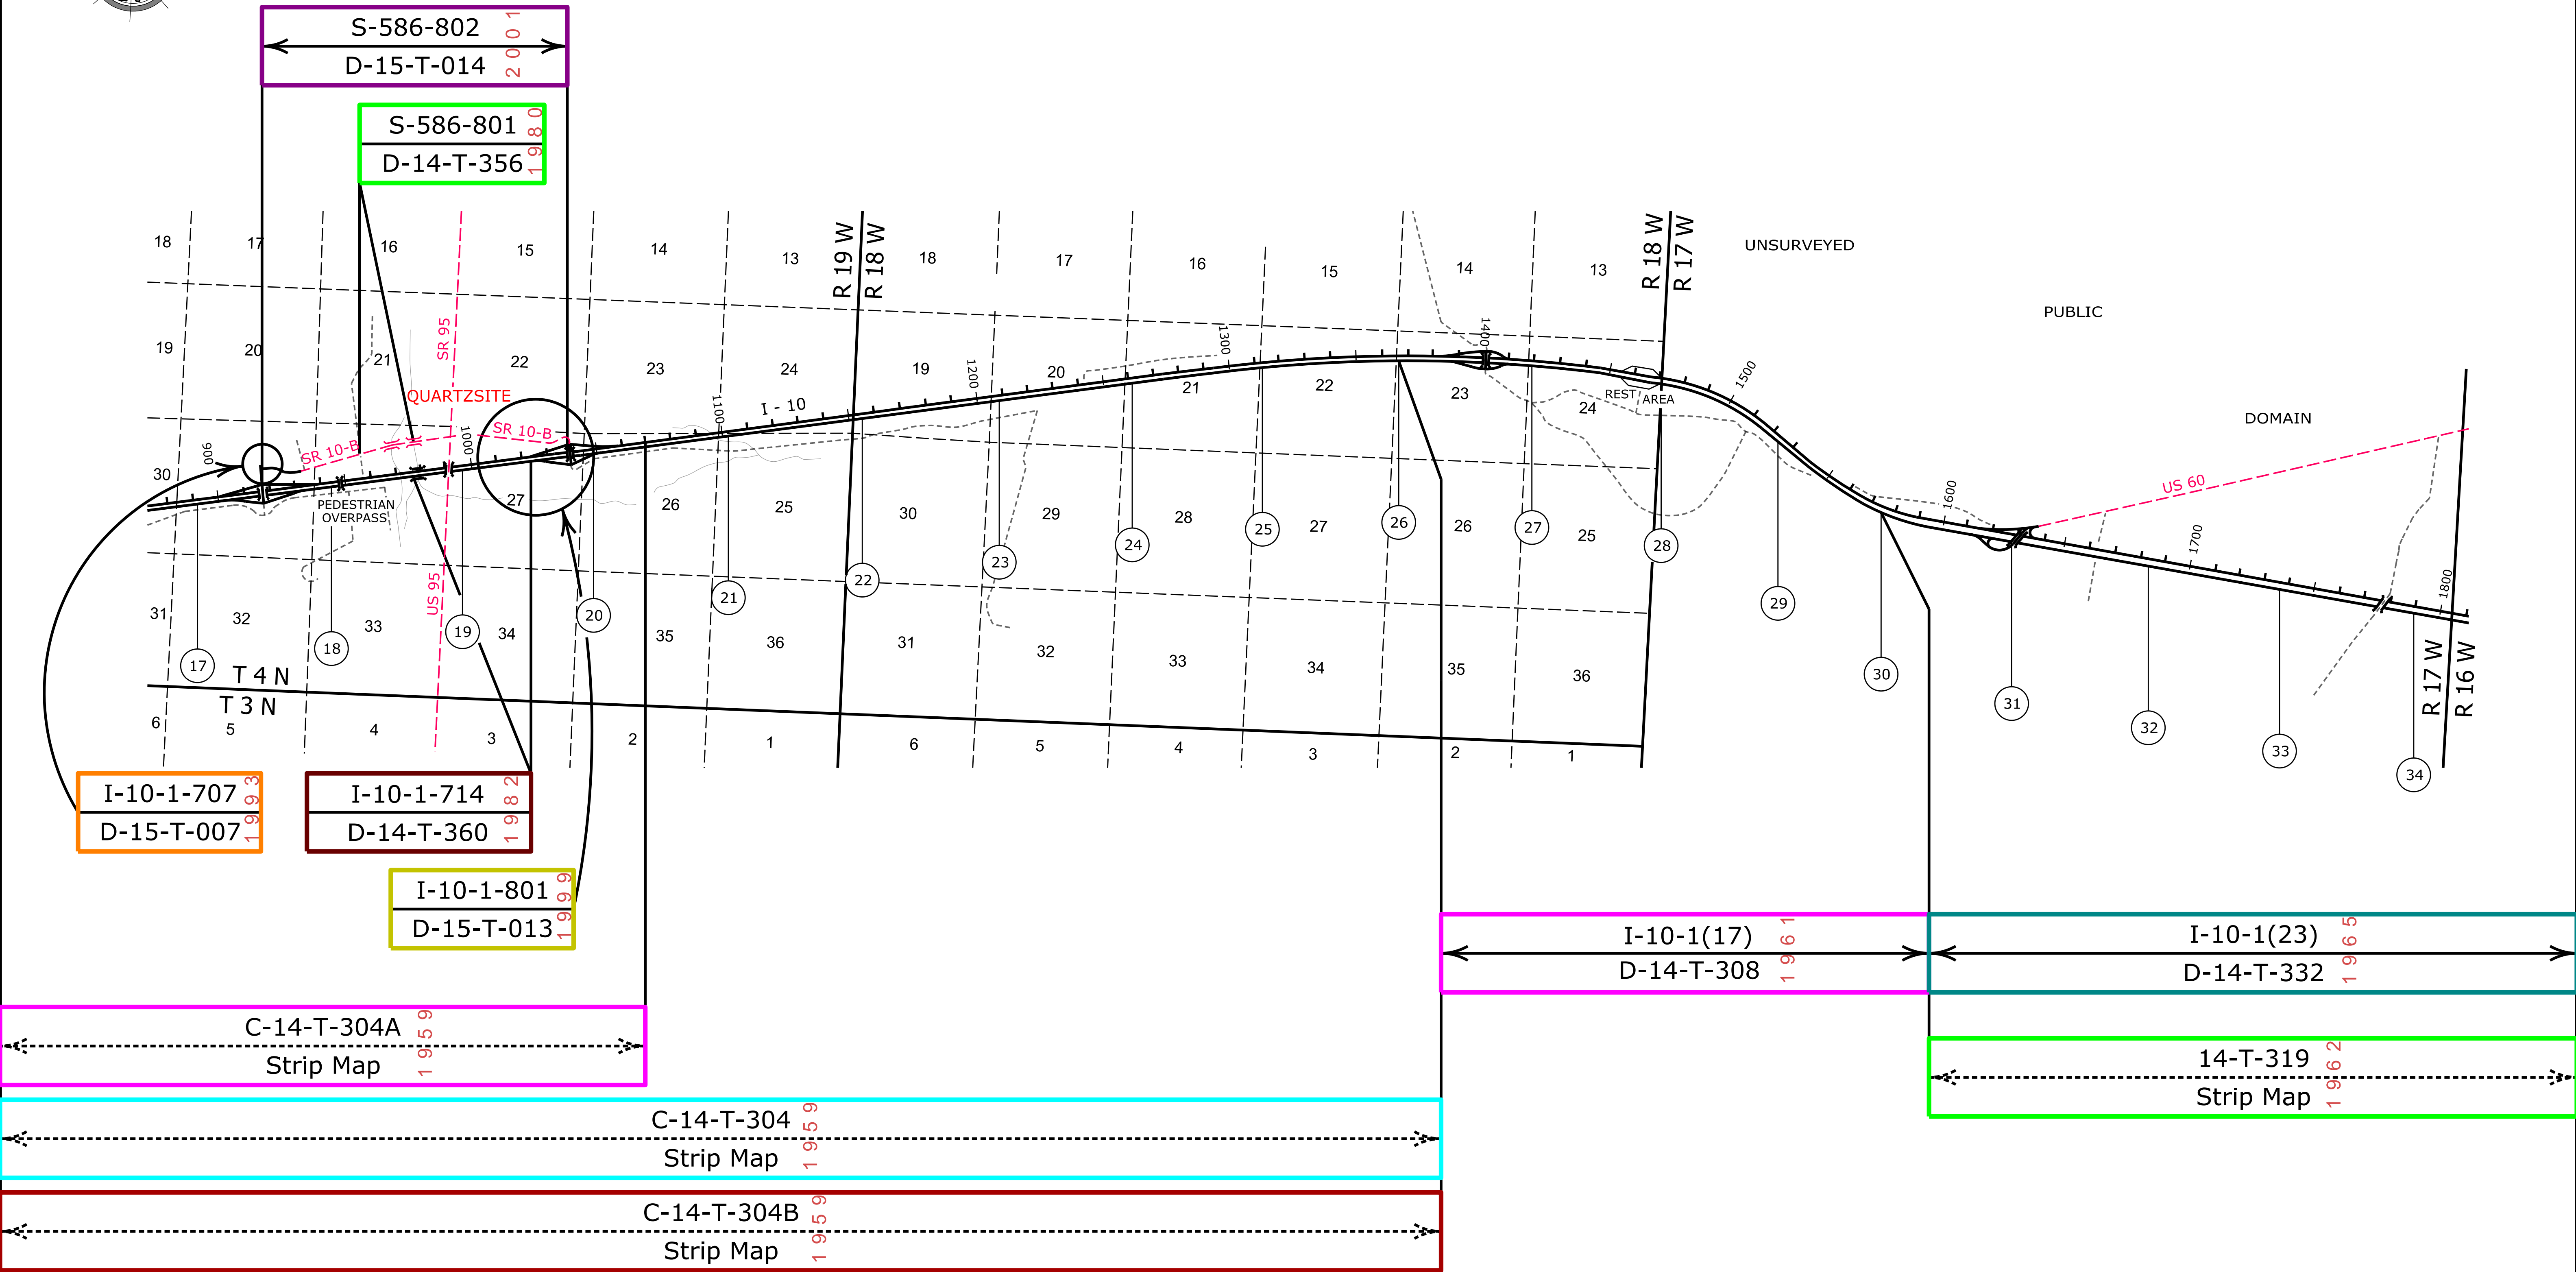 S-586-802
D-15-T-014
2001
S-586-801
D-14-T-356
1980
18 17 16 15 14 13 18 17 16 15 14 13
R 19 W
R 18 W
R 18 W
R 17 W
UNSURVEYED
PUBLIC
DOMAIN
19 20 21 22 23 24 19 20 21 22 23 24
SR 95
QUARTZSITE
I - 10
SR 10-B
SR 10-B
900
1000
1100
1200
1300
1400
1500
1600
1700
1800
REST AREA
US 60
30 27 26 25 30 29 28 27 26 25
PEDESTRIAN
OVERPASS
US 95
31 32 33 34 35 36 31 32 33 34 35 36
17 18 19 20 21 22 23 24 25 26 27 28 29 30 31 32 33 34
T 4 N
T 3 N
R 17 W
R 16 W
6 5 4 3 2 1 6 5 4 3 2 1
I-10-1-707
D-15-T-007
1993
I-10-1-714
D-14-T-360
1982
I-10-1-801
D-15-T-013
1999
I-10-1(17)
D-14-T-308
1961
I-10-1(23)
D-14-T-332
1965
C-14-T-304A
Strip Map
1959
14-T-319
Strip Map
1962
C-14-T-304
Strip Map
1959
C-14-T-304B
Strip Map
1959